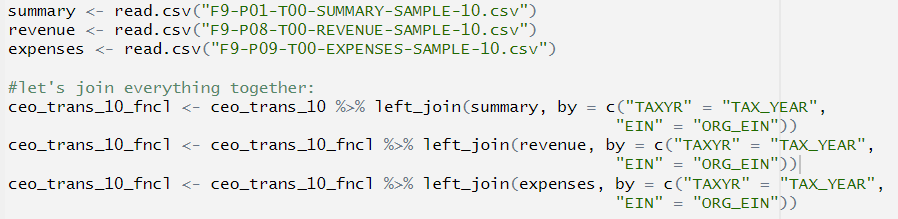 summary <- read.csv("F9-P01-T00-SUMMARY-SAMPLE-10.csv")
revenue <- read.csv("F9-P08-T00-REVENUE-SAMPLE-10.csv")
expenses <- read.csv("F9-P09-T00-EXPENSES-SAMPLE-10.csv")
#let's join everything together:
ceo_trans_10_fncl <- ceo_trans_10 %>% left_join(summary, by = c("TAXYR" = "TAX_YEAR",
"EIN" = "ORG_EIN"))
ceo_trans_10_fncl <- ceo_trans_10_fncl %>% left_join(revenue, by = c("TAXYR" = "TAX_YEAR",
"EIN" = "ORG_EIN"))
ceo_trans_10_fncl <- ceo_trans_10_fncl %>% left_join(expenses, by = c("TAXYR" = "TAX_YEAR",
"EIN" = "ORG_EIN"))